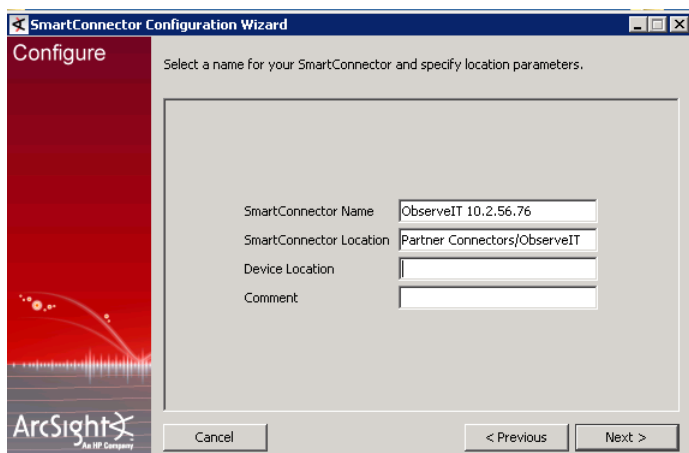 SmartConnector Configuration Wizard
Configure
Select a name for your SmartConnector and specify location parameters.
SmartConnector Name ObserveIT 10.2.56.76
SmartConnector Location Partner Connectors/ObserveIT
Device Location
Comment
ArcSight
An HP Company
Cancel
< Previous
Next >